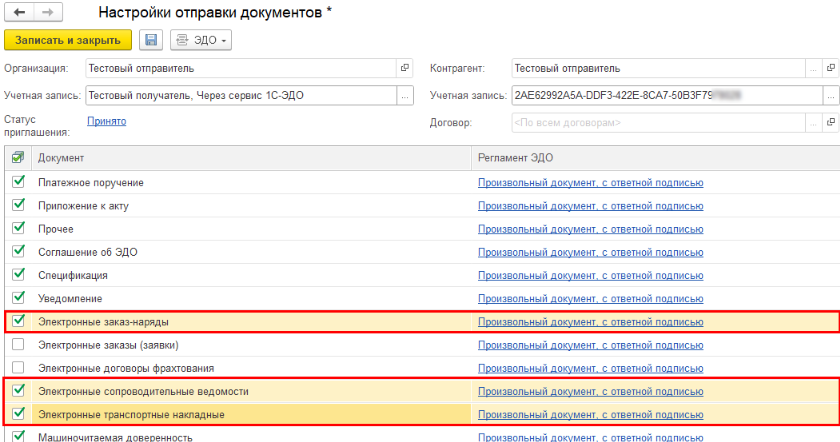 Настройки отправки документов *
Записать и закрыть ЭДО
Организация: Тестовый отправитель Контрагент: Тестовый отправитель
Учетная запись: Тестовый получатель, Через сервис 1С-ЭДО Учетная запись: 2AE62992A5A-DDF3-422E-8CA7-50B3F79
Статус приглашения: Принято Договор: <По всем договорам>
Документ Регламент ЭДО
Платежное поручение Произвольный документ, с ответной подписью
Приложение к акту Произвольный документ, с ответной подписью
Прочее Произвольный документ, с ответной подписью
Соглашение об ЭДО Произвольный документ, с ответной подписью
Спецификация Произвольный документ, с ответной подписью
Уведомление Произвольный документ, с ответной подписью
Электронные заказ-наряды Произвольный документ, с ответной подписью
Электронные заказы (заявки) Произвольный документ, с ответной подписью
Электронные договоры фрахтования Произвольный документ, с ответной подписью
Электронные сопроводительные ведомости Произвольный документ, с ответной подписью
Электронные транспортные накладные Произвольный документ, с ответной подписью
Машиночитаемая доверенность Произвольный документ, с ответной подписью